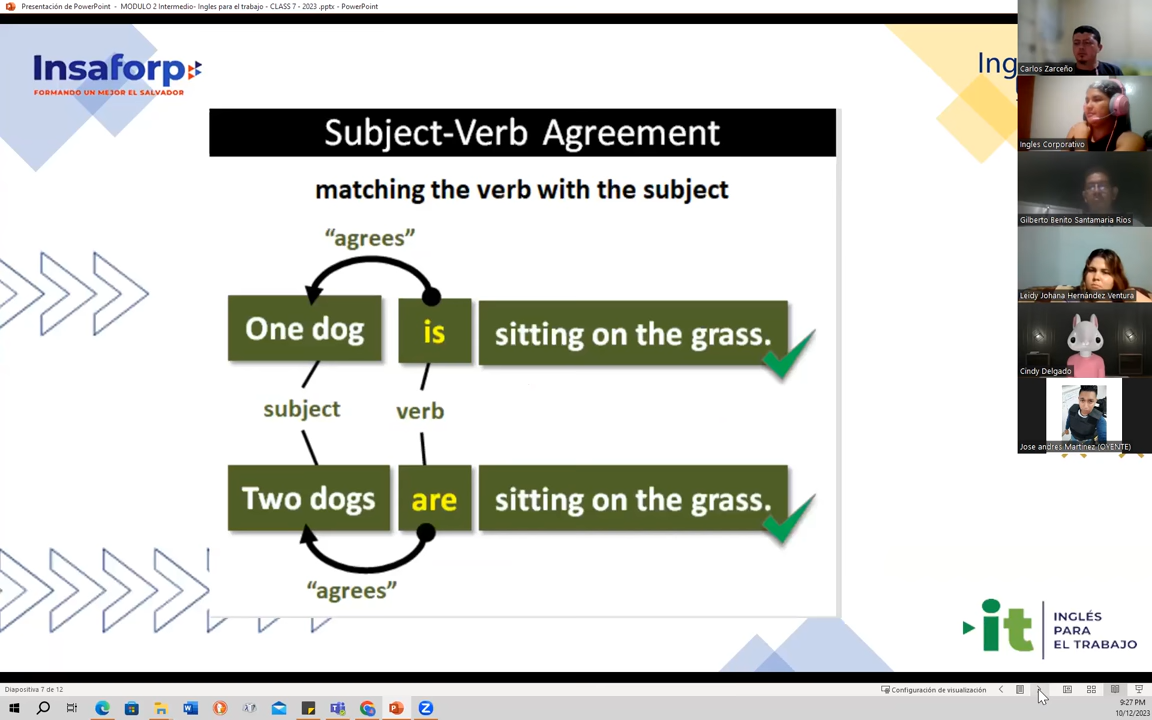 Presentación de PowerPoint - MODULO 2 Intermedio- Ingles para el trabajo - CLASS 7 - 2023 .pptx - PowerPoint
Insaforp
FORMANDO UN MEJOR EL SALVADOR
Ing
Subject-Verb Agreement
matching the verb with the subject
“agrees”
One dog is sitting on the grass.
subject verb
Two dogs are sitting on the grass.
“agrees”
Carlos Zarceño
Ingles Corporativo
Gilberto Benito Santamaria Rios
Leidy Johana Hernández Ventura
Cindy Delgado
Jose andres Martinez (OYENTE)
it
INGLÉS
PARA
EL TRABAJO
Diapositiva 7 de 12
Configuración de visualización
9:27 PM
10/12/2023